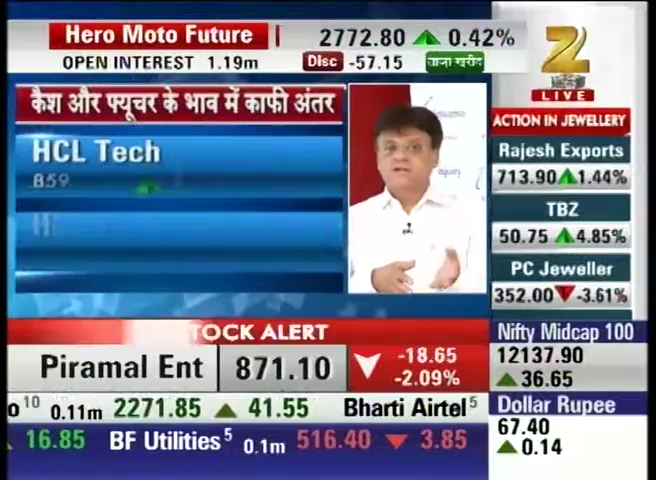 Hero Moto Future
2772.80 0.42%
OPEN INTEREST 1.19m Disc -57.15 ताजा खरीद
Z
LIVE
कैश और फ्यूचर के भाव में काफी अंतर
HCL Tech
859
equity
ACTION IN JEWELLERY
Rajesh Exports
713.90 1.44%
TBZ
50.75 4.85%
PC Jeweller
352.00 -3.61%
TOCK ALERT
Piramal Ent 871.10 -18.65
-2.09%
Nifty Midcap 100
12137.90
36.65
Dollar Rupee
67.40
0.14
o 10 0.11m 2271.85 41.55 Bharti Airtel 5
16.85 BF Utilities 5 0.1m 516.40 3.85